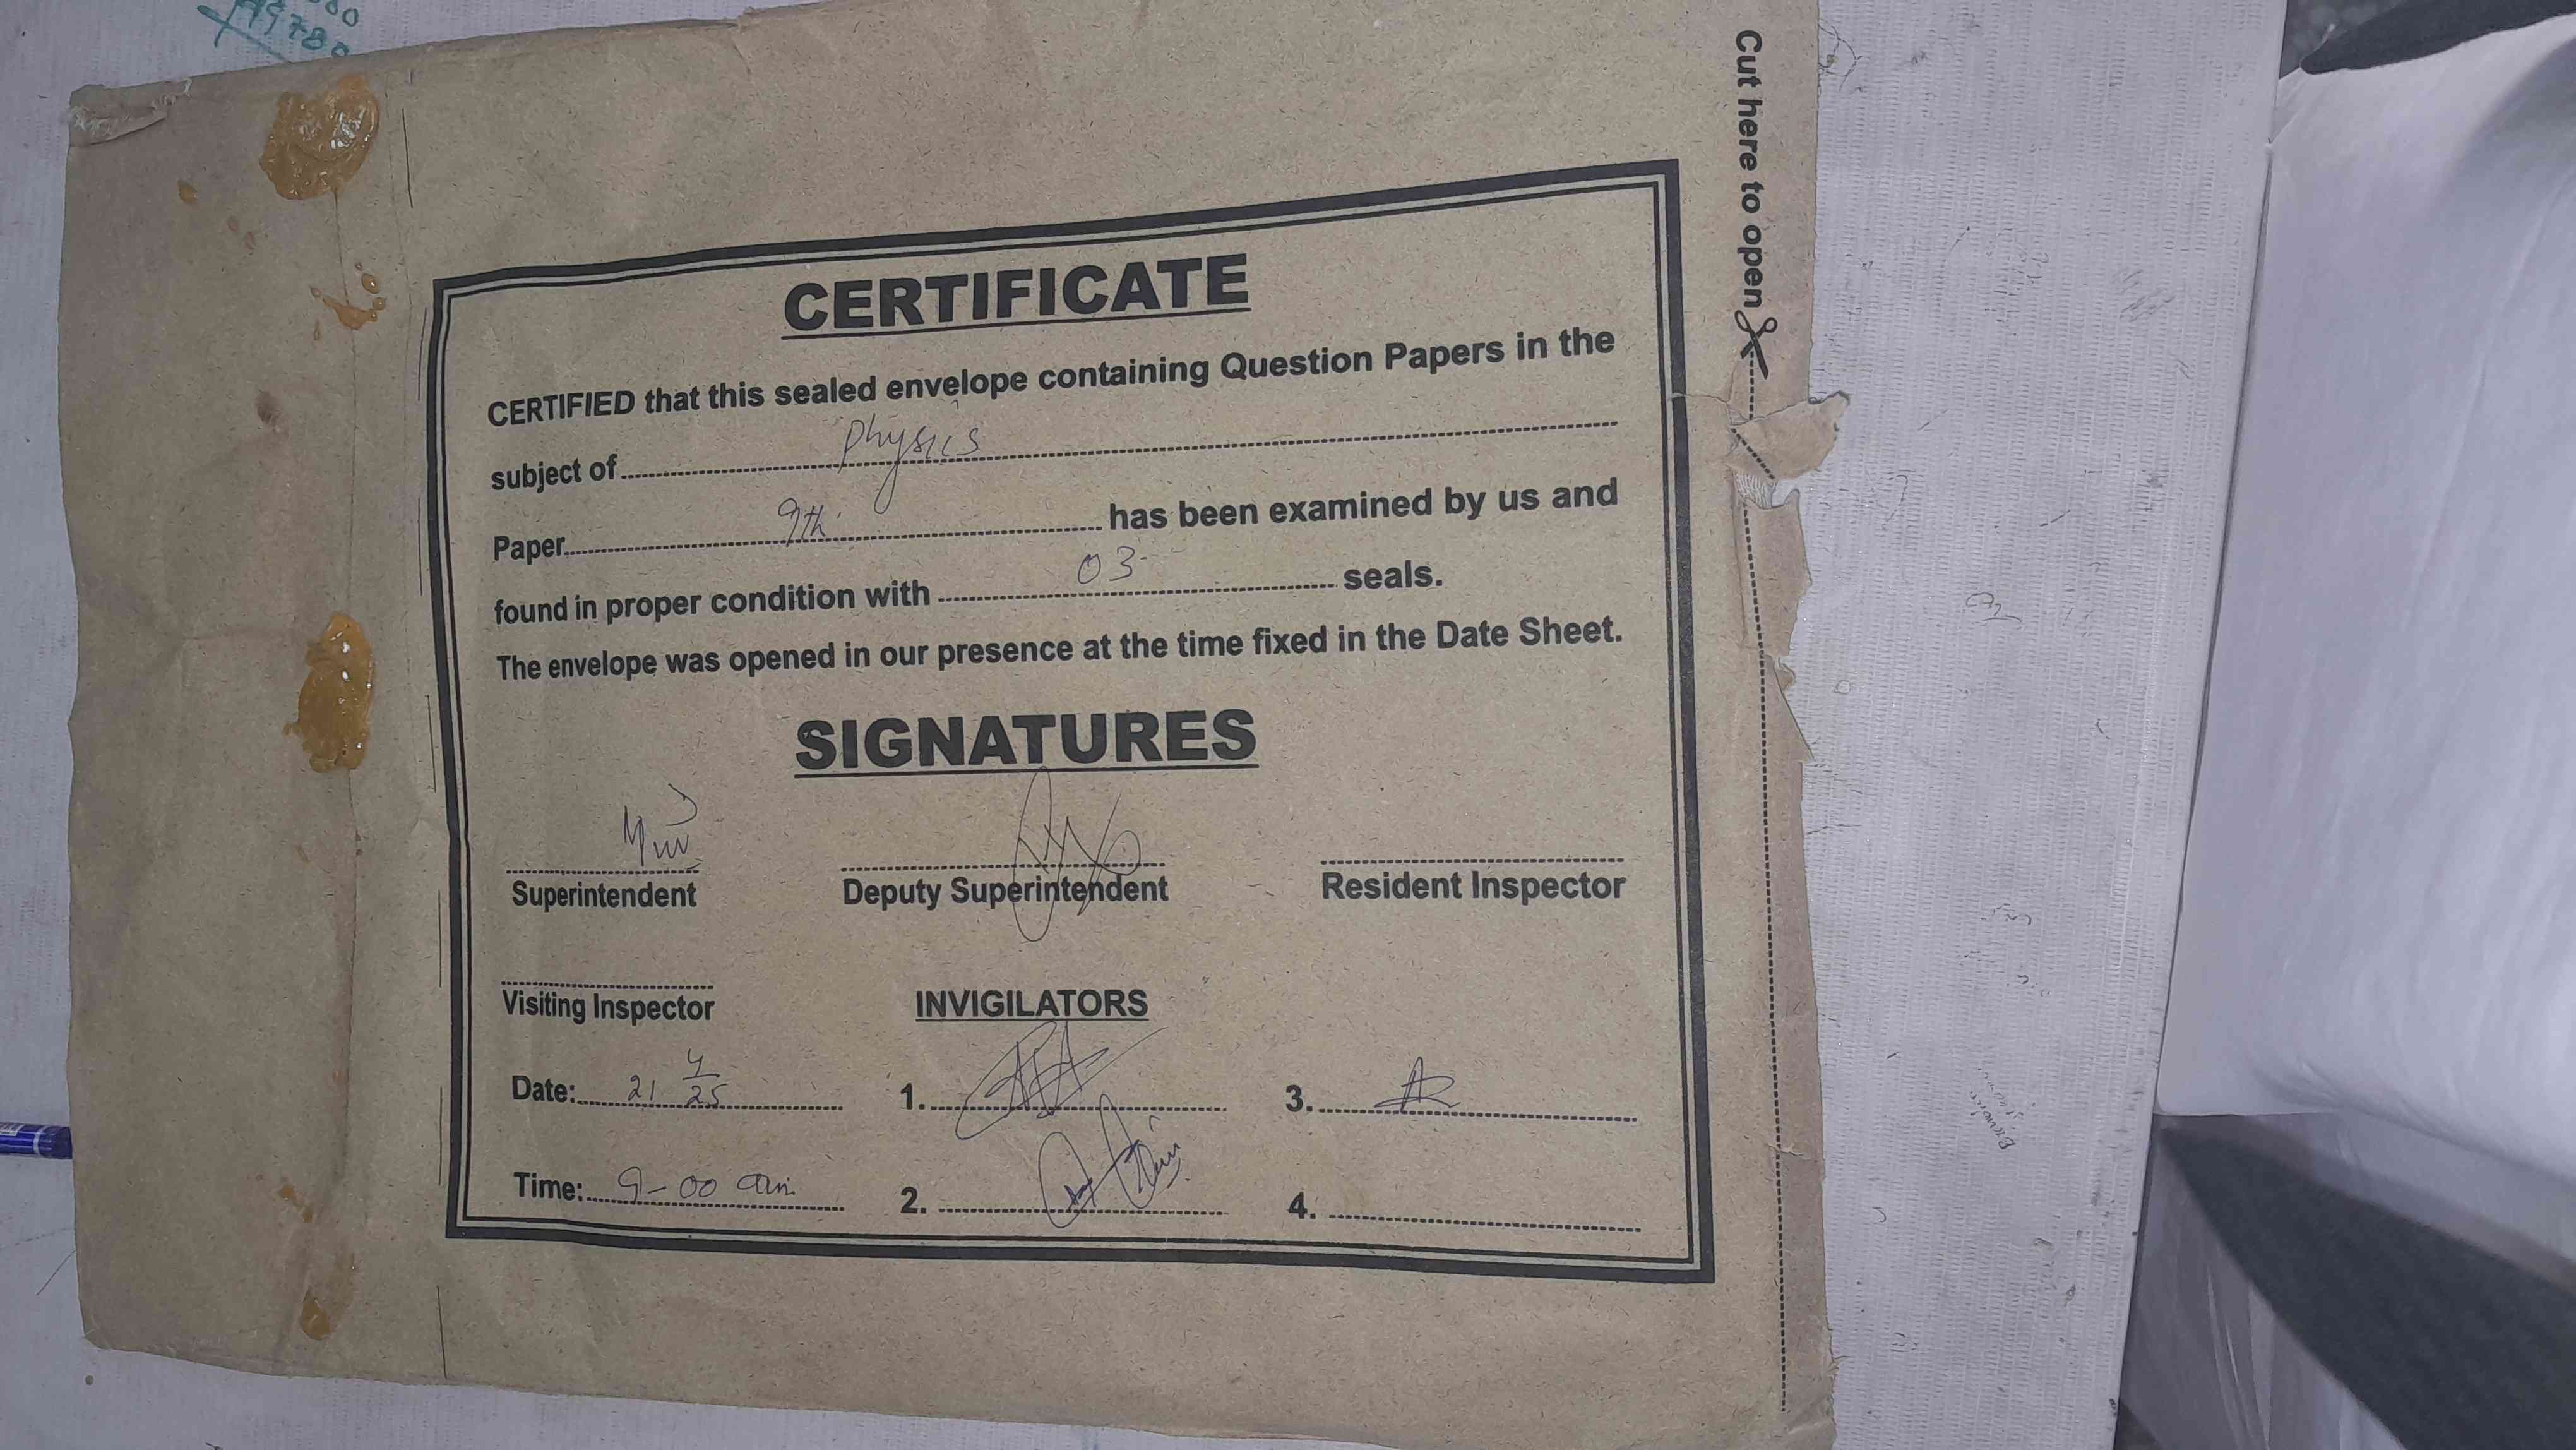 Cut here to open
CERTIFICATE
CERTIFIED that this sealed envelope containing Question Papers in the
subject of physics
Paper 9th has been examined by us and
found in proper condition with 03 seals.
The envelope was opened in our presence at the time fixed in the Date Sheet.
SIGNATURES
Superintendent Deputy Superintendent Resident Inspector
Visiting Inspector INVIGILATORS
Date: 21 4/25 1. 3.
Time: 9-00 am 2. 4.